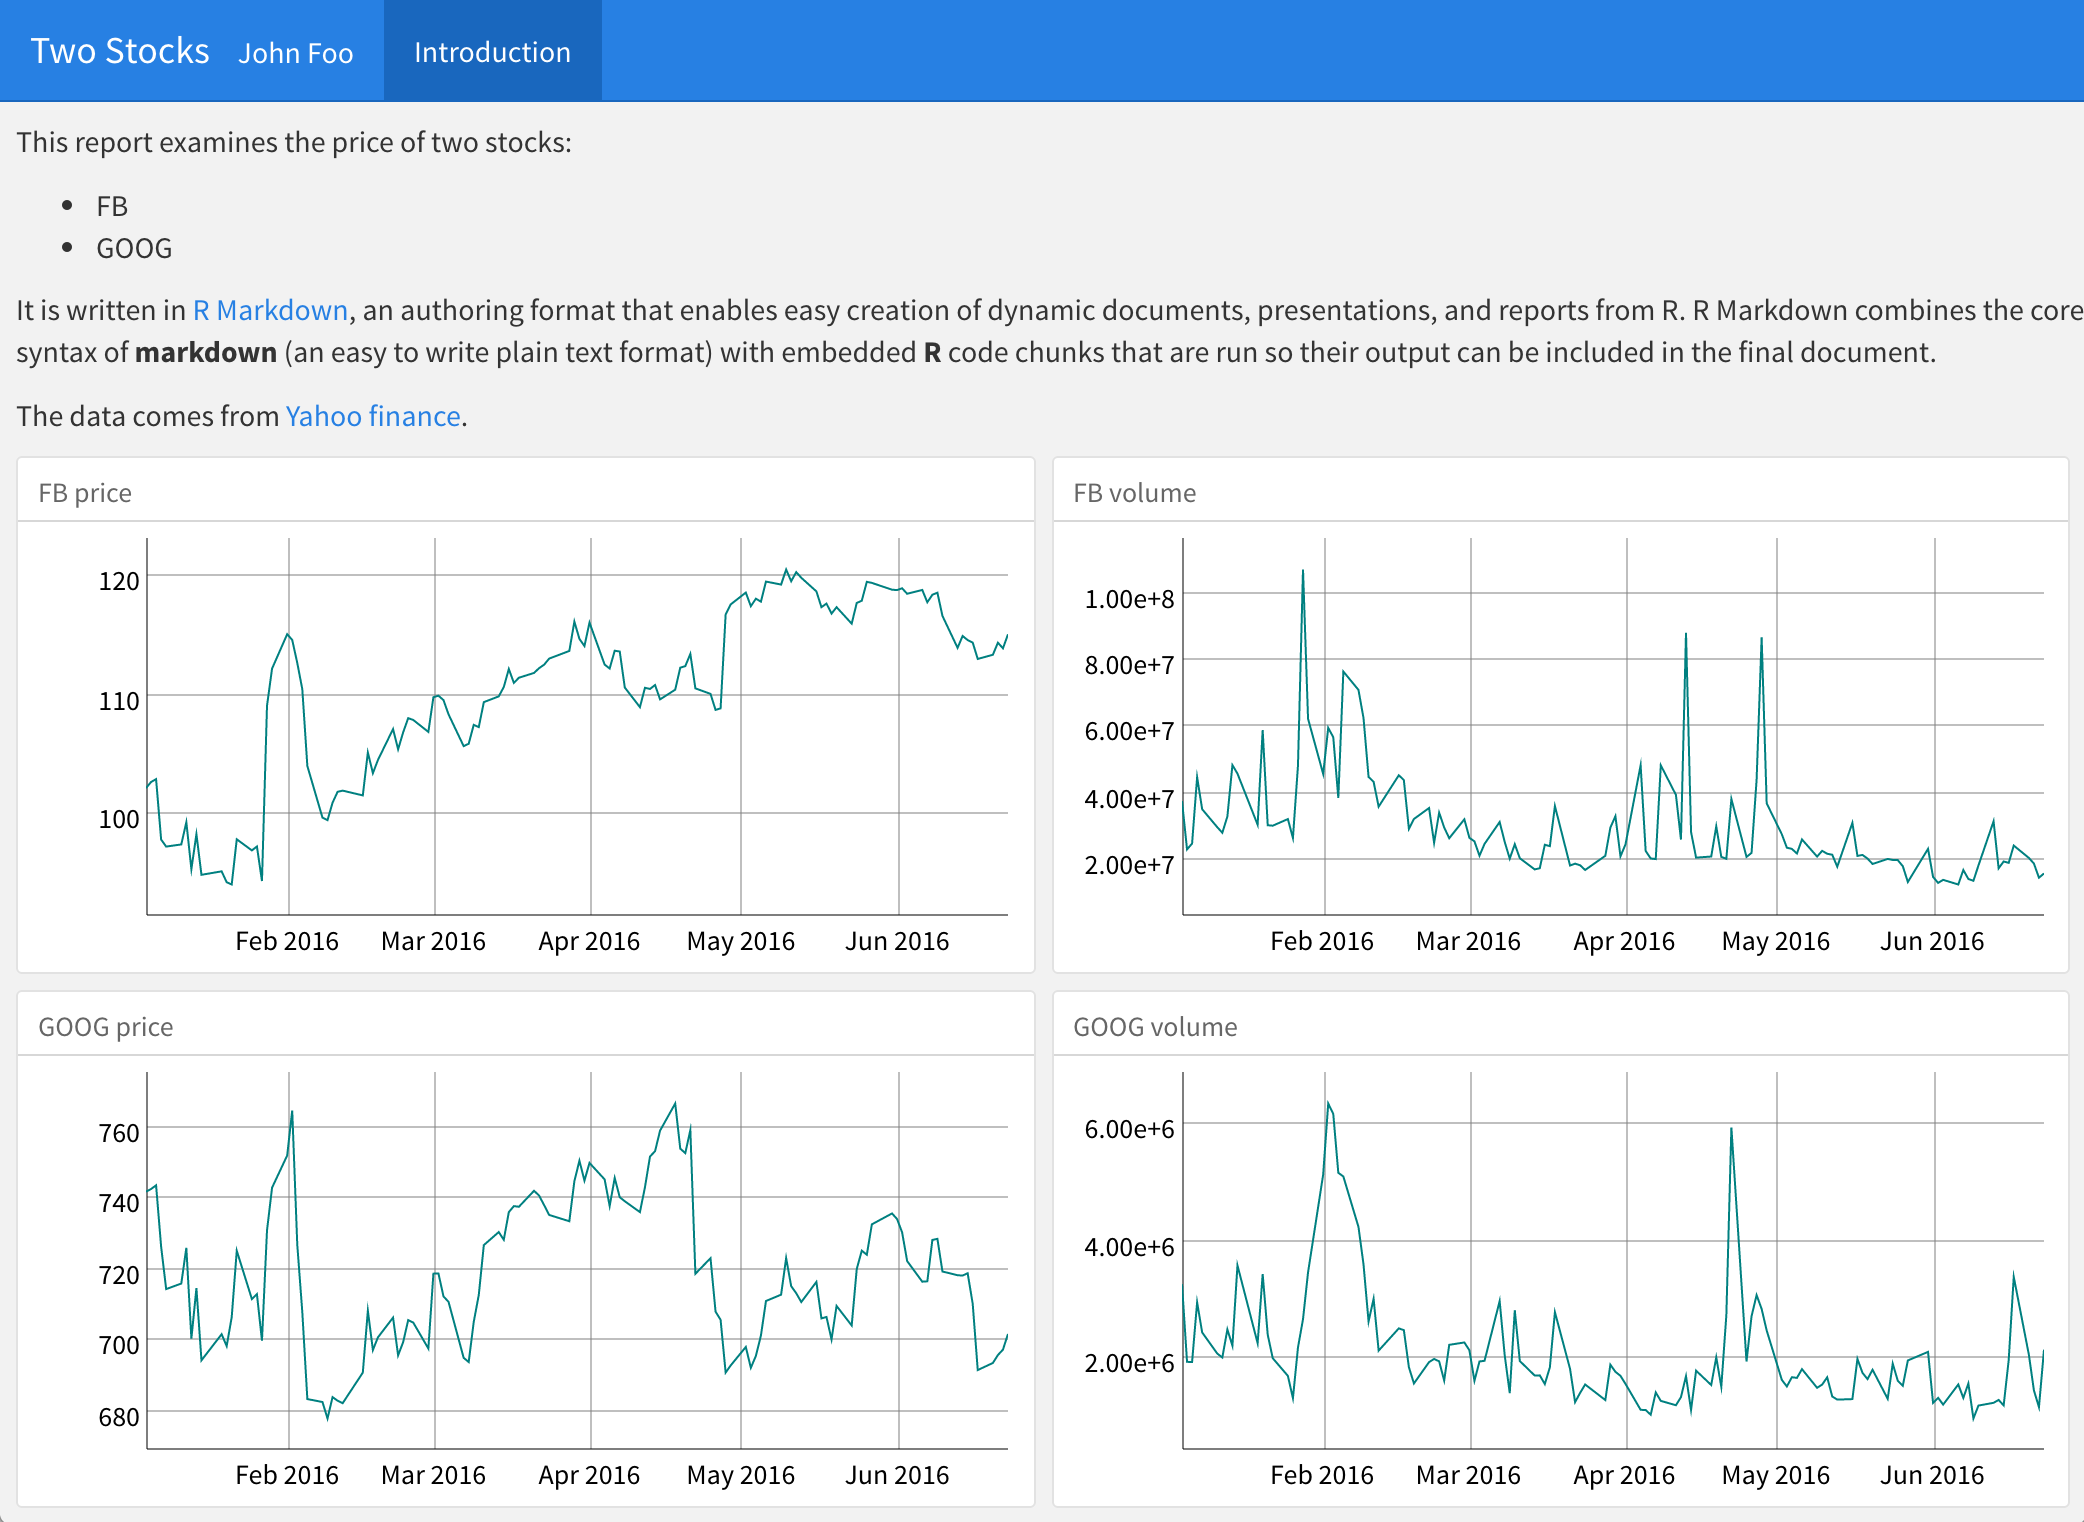 Two Stocks John Foo Introduction
This report examines the price of two stocks:
• FB
• GOOG
It is written in R Markdown, an authoring format that enables easy creation of dynamic documents, presentations, and reports from R. R Markdown combines the core
syntax of markdown (an easy to write plain text format) with embedded R code chunks that are run so their output can be included in the final document.
The data comes from Yahoo finance.
FB price
120
110
100
Feb 2016 Mar 2016 Apr 2016 May 2016 Jun 2016
FB volume
1.00e+8
8.00e+7
6.00e+7
4.00e+7
2.00e+7
Feb 2016 Mar 2016 Apr 2016 May 2016 Jun 2016
GOOG price
760
740
720
700
680
Feb 2016 Mar 2016 Apr 2016 May 2016 Jun 2016
GOOG volume
6.00e+6
4.00e+6
2.00e+6
Feb 2016 Mar 2016 Apr 2016 May 2016 Jun 2016